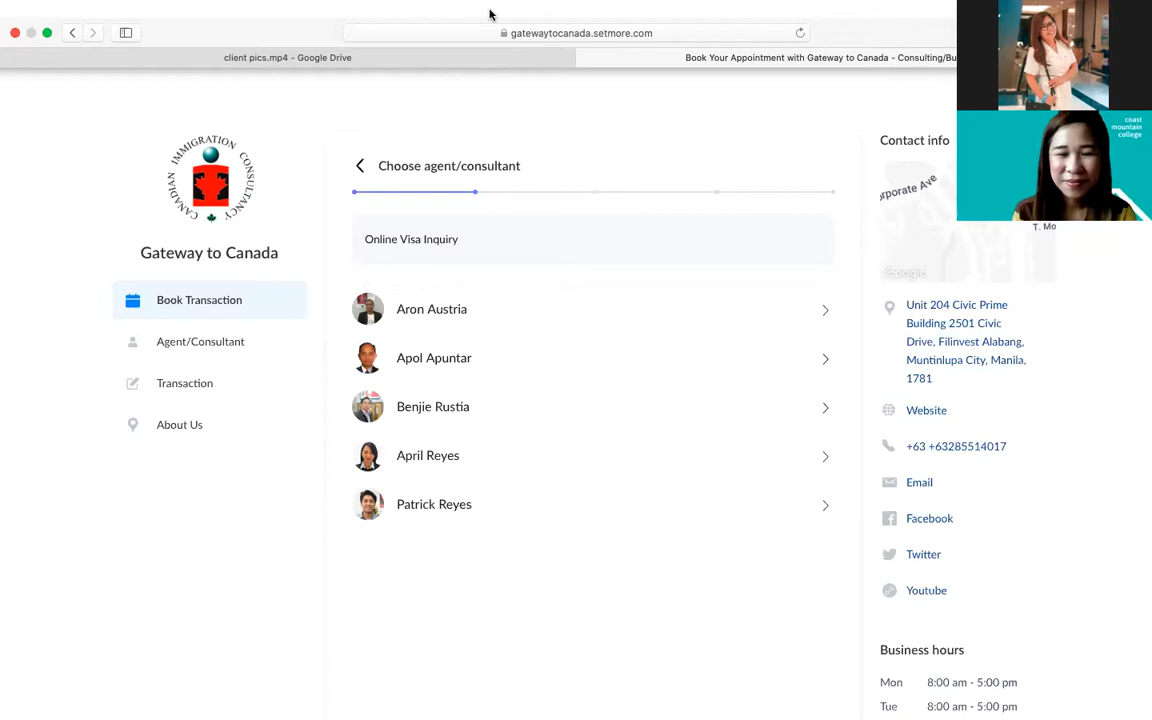 gatewaytocanada.setmore.com
client pics.mp4 - Google Drive
Book Your Appointment with Gateway to Canada - Consulting/Bu
coast
mountain
college
CANADIAN IMMIGRATION CONSULTANCY
Gateway to Canada
Book Transaction
Agent/Consultant
Transaction
About Us
Choose agent/consultant
Online Visa Inquiry
Aron Austria
Apol Apuntar
Benjie Rustia
April Reyes
Patrick Reyes
Contact info
orporate Ave
T. Mo
Google
Unit 204 Civic Prime
Building 2501 Civic
Drive, Filinvest Alabang,
Muntinlupa City, Manila,
1781
Website
+63 +63285514017
Email
Facebook
Twitter
Youtube
Business hours
Mon 8:00 am - 5:00 pm
Tue 8:00 am - 5:00 pm